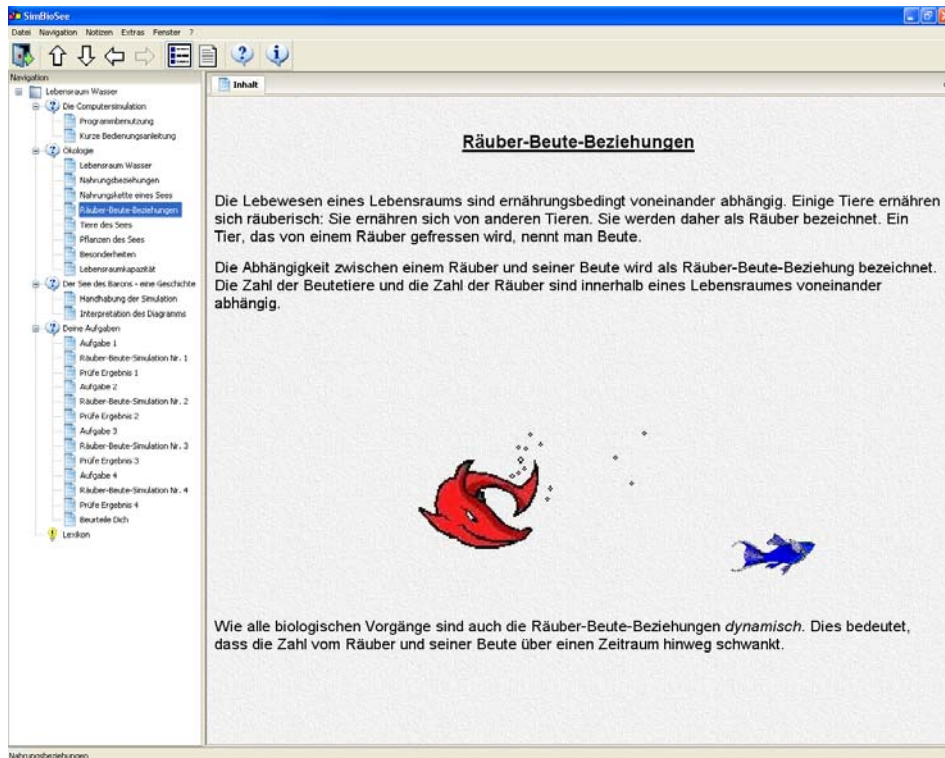 SimBioSee
Datei Navigation Notizen Extras Fenster ?
Navigation
Lebensraum Wasser
Die Computersimulation
Programmbenutzung
Kurze Bedienungsanleitung
Ökologie
Lebensraum Wasser
Nahrungsbeziehungen
Nahrungskette eines Sees
Räuber-Beute-Beziehungen
Tiere des Sees
Pflanzen des Sees
Besonderheiten
Lebensraumkapazität
Der See des Barons - eine Geschichte
Handhabung der Simulation
Interpretation des Diagramms
Deine Aufgaben
Aufgabe 1
Räuber-Beute-Simulation Nr. 1
Prüfe Ergebnis 1
Aufgabe 2
Räuber-Beute-Simulation Nr. 2
Prüfe Ergebnis 2
Aufgabe 3
Räuber-Beute-Simulation Nr. 3
Prüfe Ergebnis 3
Aufgabe 4
Räuber-Beute-Simulation Nr. 4
Prüfe Ergebnis 4
Beurteile Dich
Lexikon
Inhalt
Räuber-Beute-Beziehungen
Die Lebewesen eines Lebensraums sind ernährungsbedingt voneinander abhängig. Einige Tiere ernähren
sich räuberisch: Sie ernähren sich von anderen Tieren. Sie werden daher als Räuber bezeichnet. Ein
Tier, das von einem Räuber gefressen wird, nennt man Beute.
Die Abhängigkeit zwischen einem Räuber und seiner Beute wird als Räuber-Beute-Beziehung bezeichnet.
Die Zahl der Beutetiere und die Zahl der Räuber sind innerhalb eines Lebensraumes voneinander
abhängig.
Wie alle biologischen Vorgänge sind auch die Räuber-Beute-Beziehungen dynamisch. Dies bedeutet,
dass die Zahl vom Räuber und seiner Beute über einen Zeitraum hinweg schwankt.
Nahrungsbeziehungen